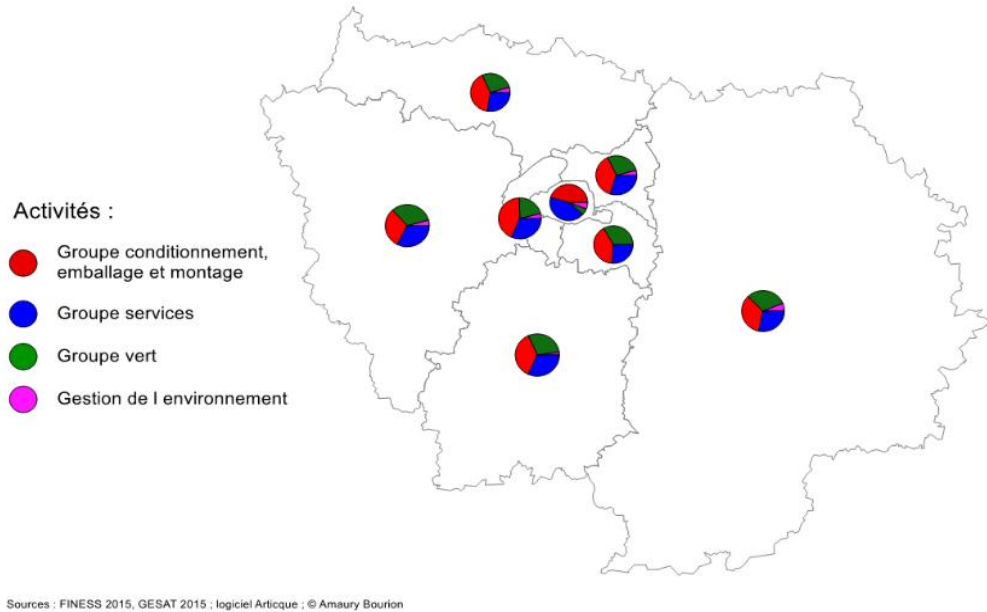 Activités :
Groupe conditionnement,
emballage et montage
Groupe services
Groupe vert
Gestion de l environnement
Sources : FINESS 2015, GESAT 2015 ; logiciel Articque ; © Amaury Bourion